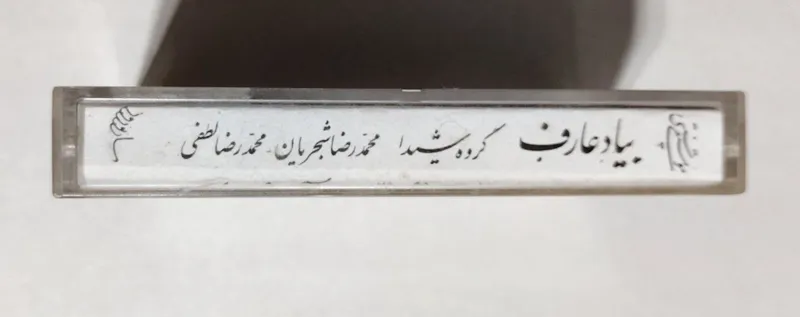 بیاد عارف گروه شیدا محمدرضا شجریان - محمدرضا لطفی